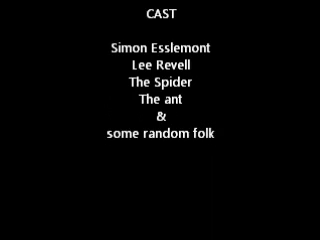 CAST
Simon Esslemont
Lee Revell
The Spider
The ant
&
some random folk